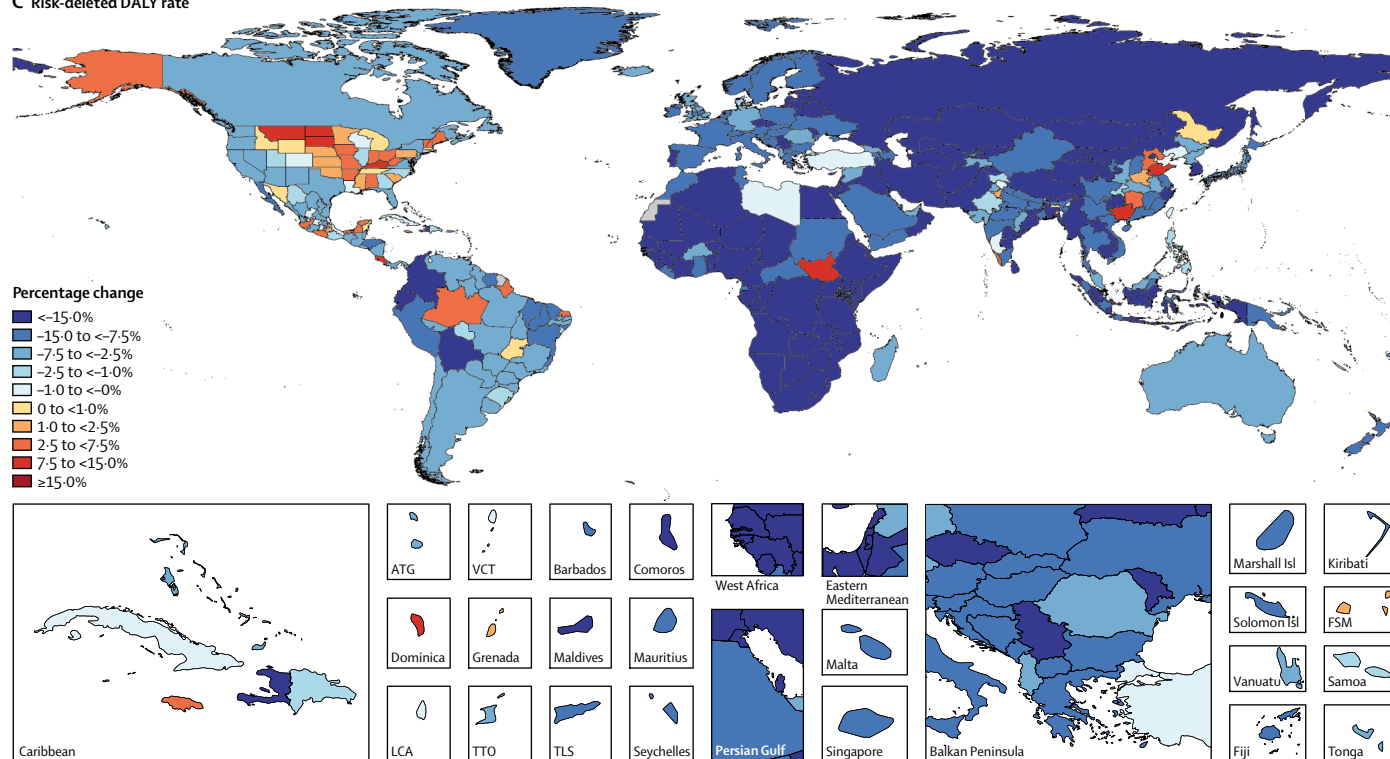 C Risk-deleted DALY rate
Percentage change
<–15·0%
–15·0 to <–7·5%
–7·5 to <–2·5%
–2·5 to <–1·0%
–1·0 to <–0%
0 to <1·0%
1·0 to <2·5%
2·5 to <7·5%
7·5 to <15·0%
≥15·0%
Caribbean
ATG
VCT
Barbados
Comoros
West Africa
Eastern
Mediterranean
Dominica
Grenada
Maldives
Mauritius
LCA
TTO
TLS
Seychelles
Persian Gulf
Malta
Singapore
Balkan Peninsula
Marshall Isl
Kiribati
Solomon Isl
FSM
Vanuatu
Samoa
Fiji
Tonga